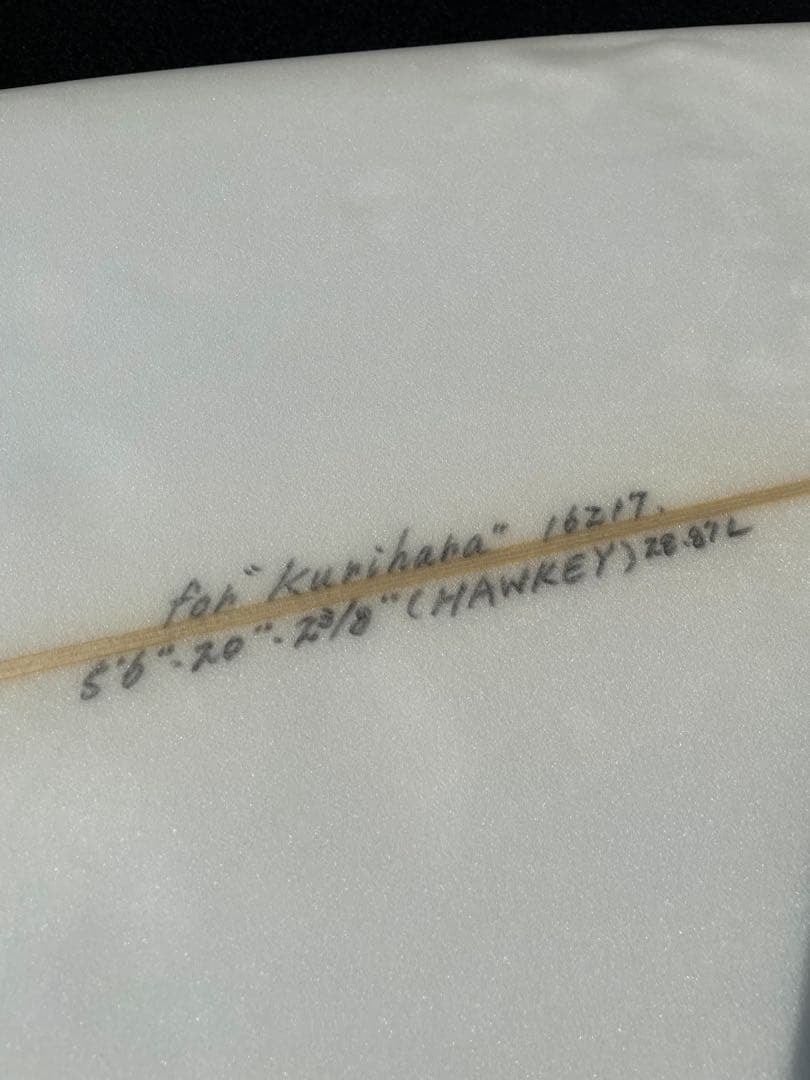 for "Kurihara" 16217.
5'6"-20"-2 3/8" (HAWKEY) 28.87L